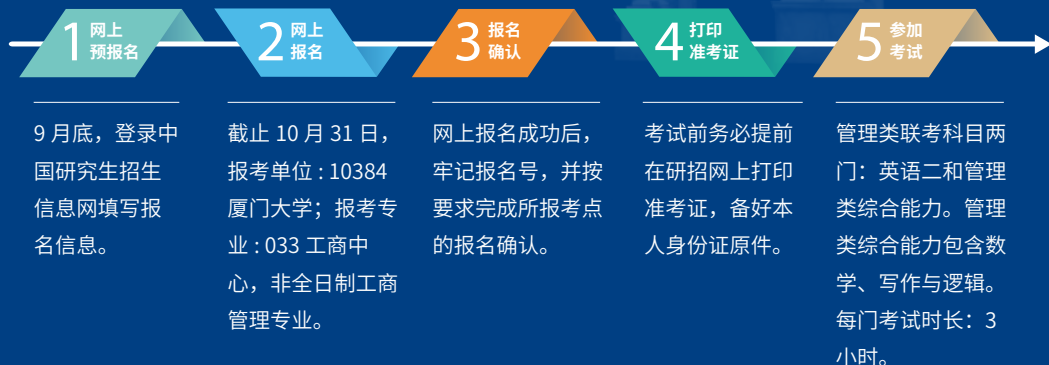 1 网上
预报名
2 网上
报名
3 报名
确认
4 打印
准考证
5 参加
考试
9 月底，登录中
国研究生招生
信息网填写报
名信息。
截止 10 月 31 日，
报考单位 : 10384
厦门大学；报考专
业 : 033 工商中
心，非全日制工商
管理专业。
网上报名成功后，
牢记报名号，并按
要求完成所报考点
的报名确认。
考试前务必提前
在研招网上打印
准考证，备好本
人身份证原件。
管理类联考科目两
门：英语二和管理
类综合能力。管理
类综合能力包含数
学、写作与逻辑。
每门考试时长：3
小时。